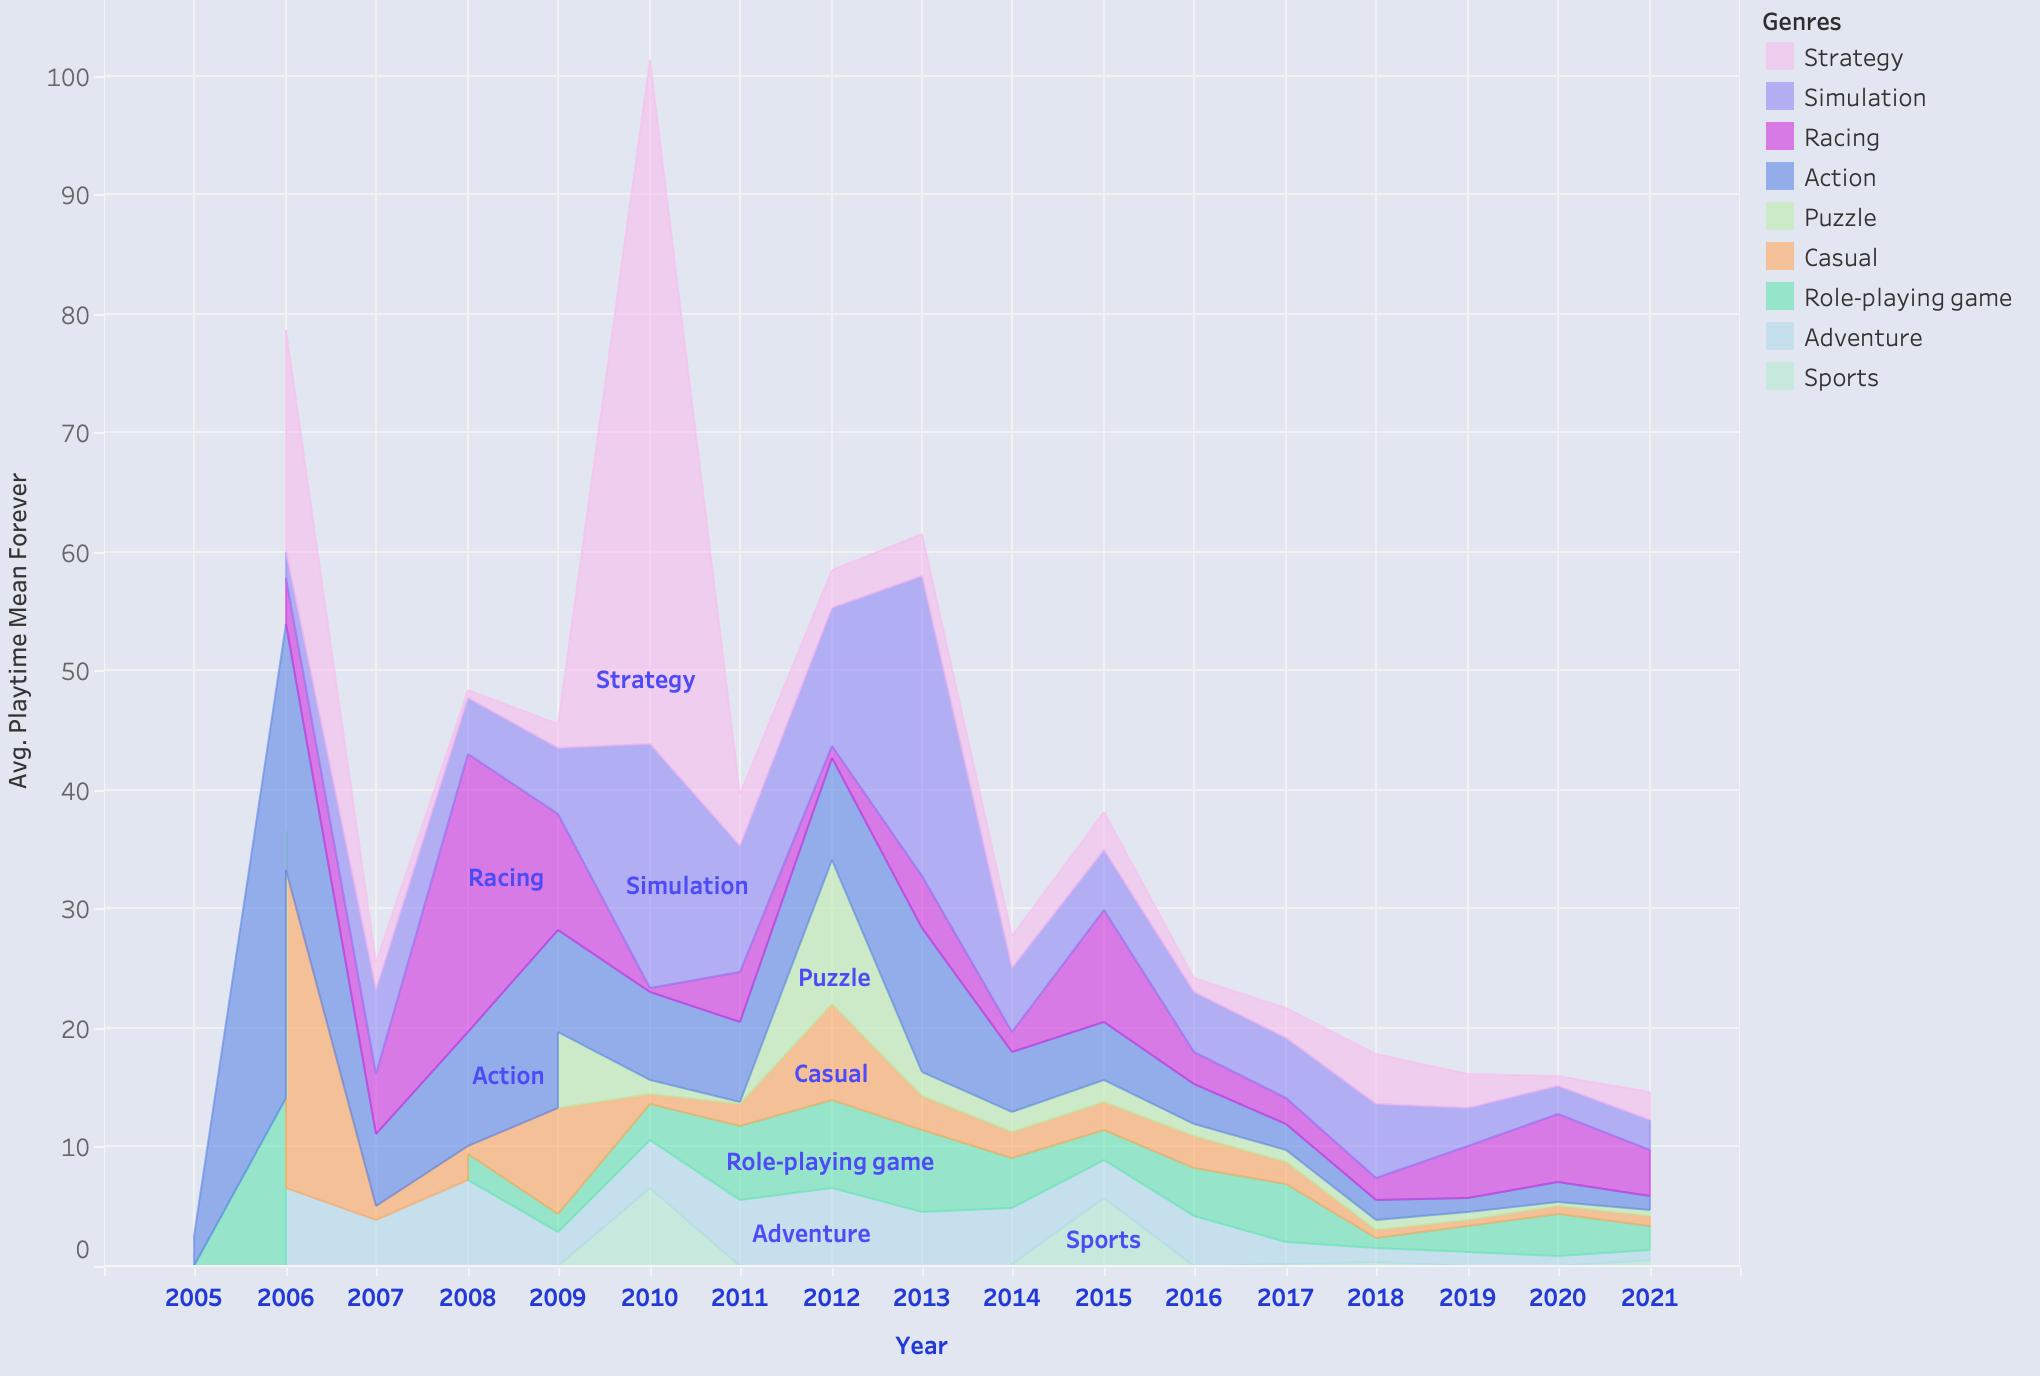 Genres
Strategy
Simulation
Racing
Action
Puzzle
Casual
Role-playing game
Adventure
Sports
Avg. Playtime Mean Forever
100
90
80
70
60
50
40
30
20
10
0
Strategy
Racing
Simulation
Puzzle
Action
Casual
Role-playing game
Adventure
Sports
2005 2006 2007 2008 2009 2010 2011 2012 2013 2014 2015 2016 2017 2018 2019 2020 2021
Year